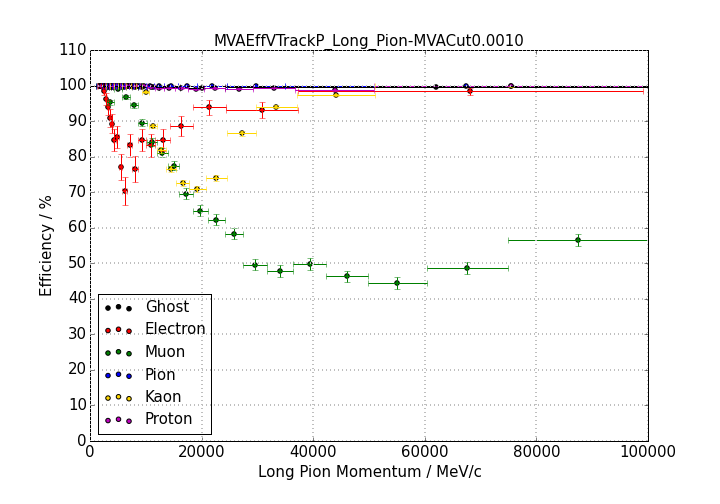 MVAEffVTrackP_Long_Pion-MVACut0.0010
110
100
90
80
70
60
50
40
30
20
10
0
Efficiency / %
Ghost
Electron
Muon
Pion
Kaon
Proton
0 20000 40000 60000 80000 100000
Long Pion Momentum / MeV/c